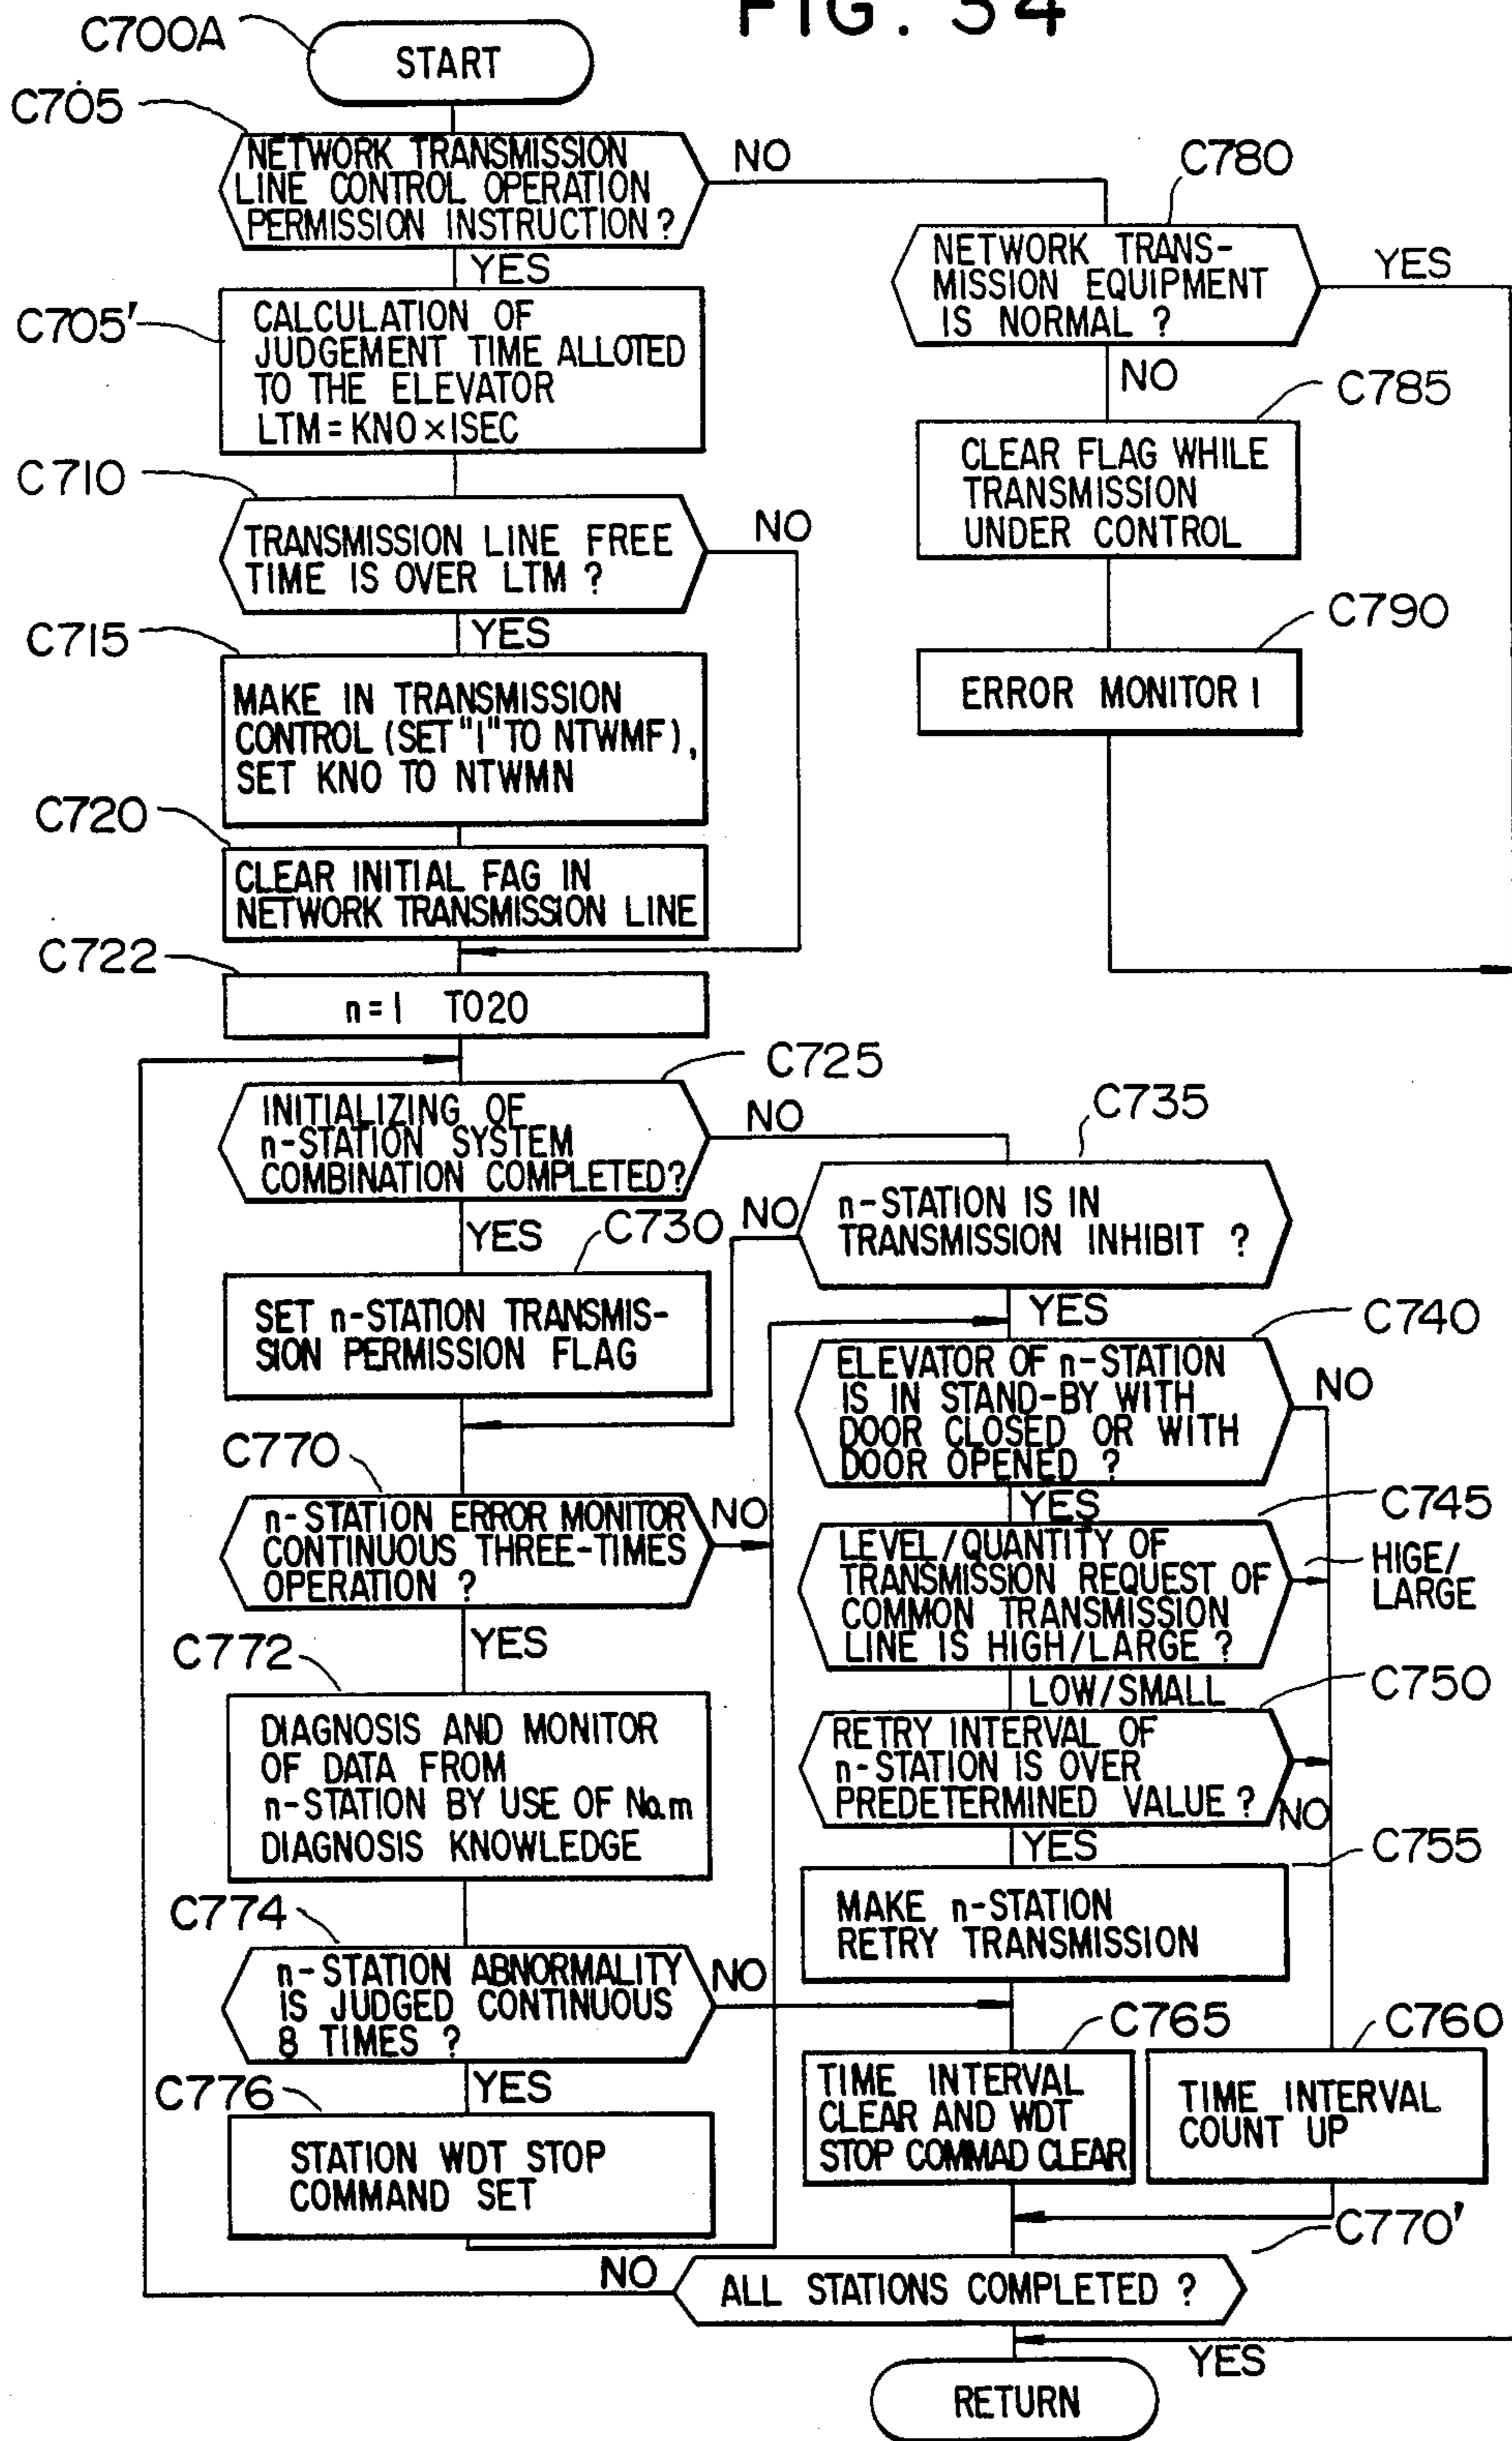 FIG. 34
C700A
START
C705
NETWORK TRANSMISSION
LINE CONTROL OPERATION
PERMISSION INSTRUCTION ?
NO
YES
C780
NETWORK TRANS-
MISSION EQUIPMENT
IS NORMAL ?
YES
NO
C705'
CALCULATION OF
JUDGEMENT TIME ALLOTED
TO THE ELEVATOR
LTM = KNO × 1SEC
C785
CLEAR FLAG WHILE
TRANSMISSION
UNDER CONTROL
C710
TRANSMISSION LINE FREE
TIME IS OVER LTM ?
NO
YES
C790
ERROR MONITOR 1
C715
MAKE IN TRANSMISSION
CONTROL (SET "1" TO NTWMF),
SET KNO TO NTWMN
C720
CLEAR INITIAL FAG IN
NETWORK TRANSMISSION LINE
C722
n = 1 TO20
C725
INITIALIZING OF
n-STATION SYSTEM
COMBINATION COMPLETED?
NO
YES
C735
n-STATION IS IN
TRANSMISSION INHIBIT ?
NO
YES
C730
SET n-STATION TRANSMIS-
SION PERMISSION FLAG
C740
ELEVATOR OF n-STATION
IS IN STAND-BY WITH
DOOR CLOSED OR WITH
DOOR OPENED ?
NO
YES
C770
n-STATION ERROR MONITOR
CONTINUOUS THREE-TIMES
OPERATION ?
NO
YES
C745
LEVEL/QUANTITY OF
TRANSMISSION REQUEST OF
COMMON TRANSMISSION
LINE IS HIGH/LARGE ?
HIGE/
LARGE
LOW/SMALL
C772
DIAGNOSIS AND MONITOR
OF DATA FROM
n-STATION BY USE OF No.m
DIAGNOSIS KNOWLEDGE
C750
RETRY INTERVAL OF
n-STATION IS OVER
PREDETERMINED VALUE ?
NO
YES
C755
MAKE n-STATION
RETRY TRANSMISSION
C774
n-STATION ABNORMALITY
IS JUDGED CONTINUOUS
8 TIMES ?
NO
YES
C765
TIME INTERVAL
CLEAR AND WDT
STOP COMMAD CLEAR
C760
TIME INTERVAL
COUNT UP
C776
STATION WDT STOP
COMMAND SET
C770'
ALL STATIONS COMPLETED ?
NO
YES
RETURN